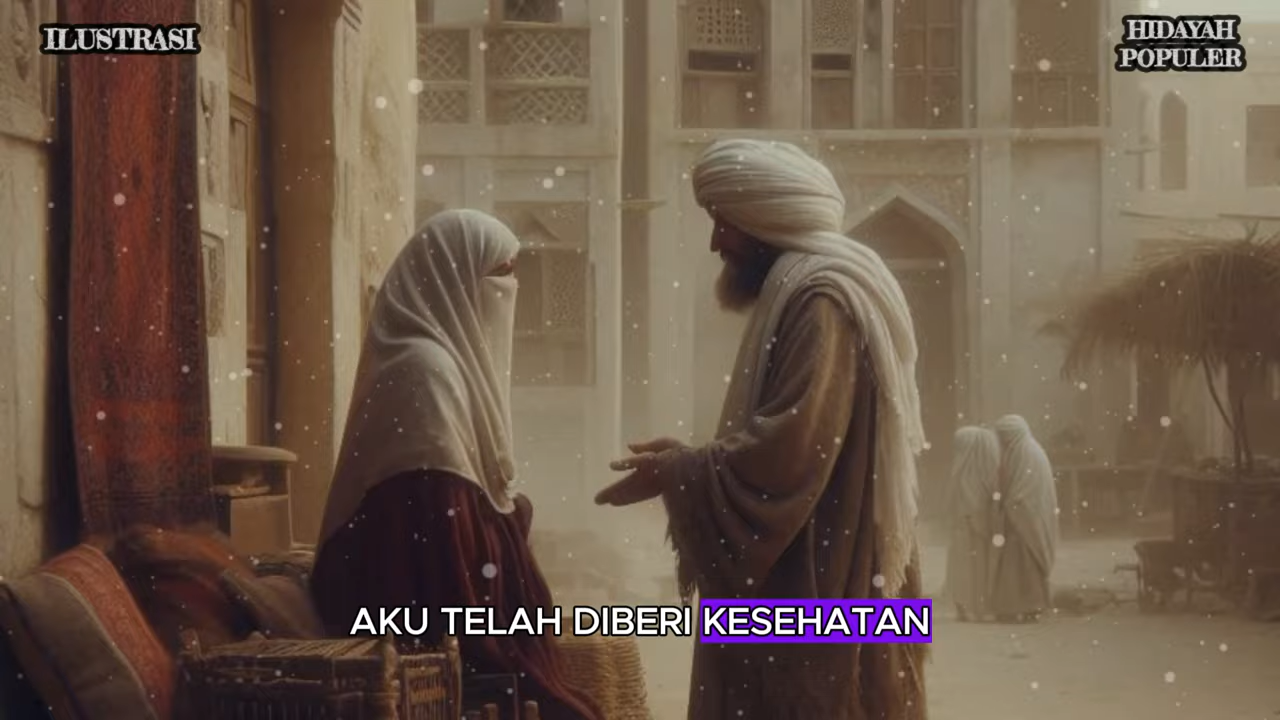 ILUSTRASI
HIDAYAH
POPULER
AKU TELAH DIBERI KESEHATAN